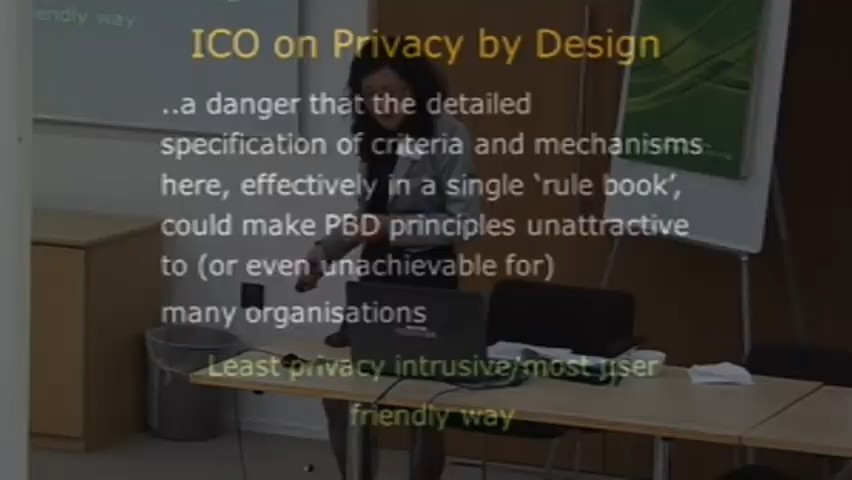 endly way
ICO on Privacy by Design
..a danger that the detailed
specification of criteria and mechanisms
here, effectively in a single ‘rule book’,
could make PBD principles unattractive
to (or even unachievable for)
many organisations
Least privacy intrusive/most user
friendly way